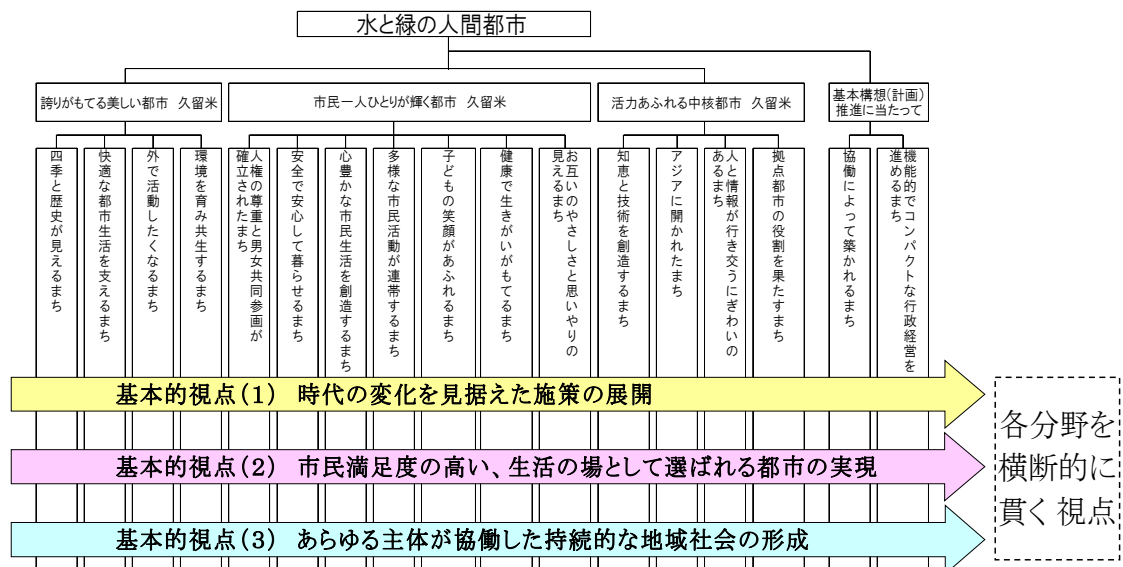 水と緑の人間都市
誇りがもてる美しい都市 久留米
市民一人ひとりが輝く都市 久留米
活力あふれる中核都市 久留米
基本構想(計画)
推進に当たって
四季と歴史が見えるまち
快適な都市生活を支えるまち
外で活動したくなるまち
環境を育み共生するまち
人権の尊重と男女共同参画が
確立されたまち
安全で安心して暮らせるまち
心豊かな市民生活を創造するまち
多様な市民活動が連帯するまち
子どもの笑顔があふれるまち
健康で生きがいがもてるまち
お互いのやさしさと思いやりの
見えるまち
知恵と技術を創造するまち
アジアに開かれたまち
人と情報が行き交うにぎわいの
あるまち
拠点都市の役割を果たすまち
協働によって築かれるまち
機能的でコンパクトな行政経営を
進めるまち
基本的視点(1) 時代の変化を見据えた施策の展開
基本的視点(2) 市民満足度の高い、生活の場として選ばれる都市の実現
基本的視点(3) あらゆる主体が協働した持続的な地域社会の形成
各分野を
横断的に
貫く視点